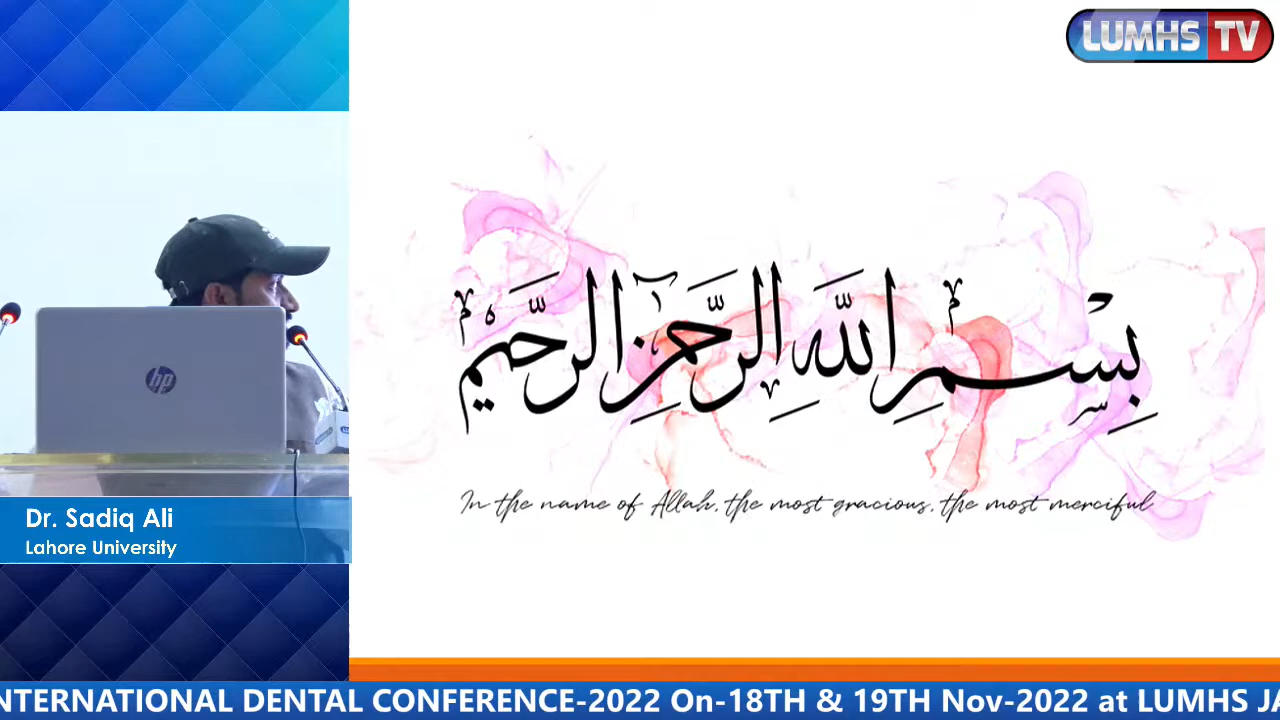 LUMHS TV
بِسْمِ اللَّهِ الرَّحْمَٰنِ الرَّحِيمِ
In the name of Allah, the most gracious, the most merciful
hp
Dr. Sadiq Ali
Lahore University
NTERNATIONAL DENTAL CONFERENCE-2022 On-18TH & 19TH Nov-2022 at LUMHS JA